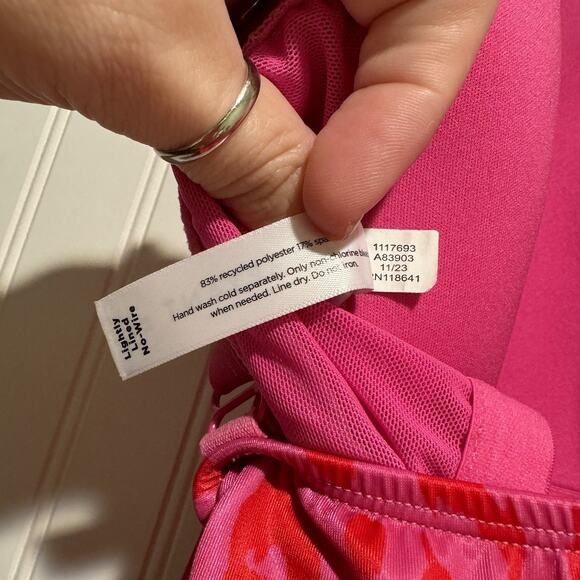 83% recycled polyester 17%
Hand wash cold separately. Only non-chlorine
when needed. Line dry. Do not iron.
Lightly
Lined
No-Wire
1117693
A83903
11/23
RN118641